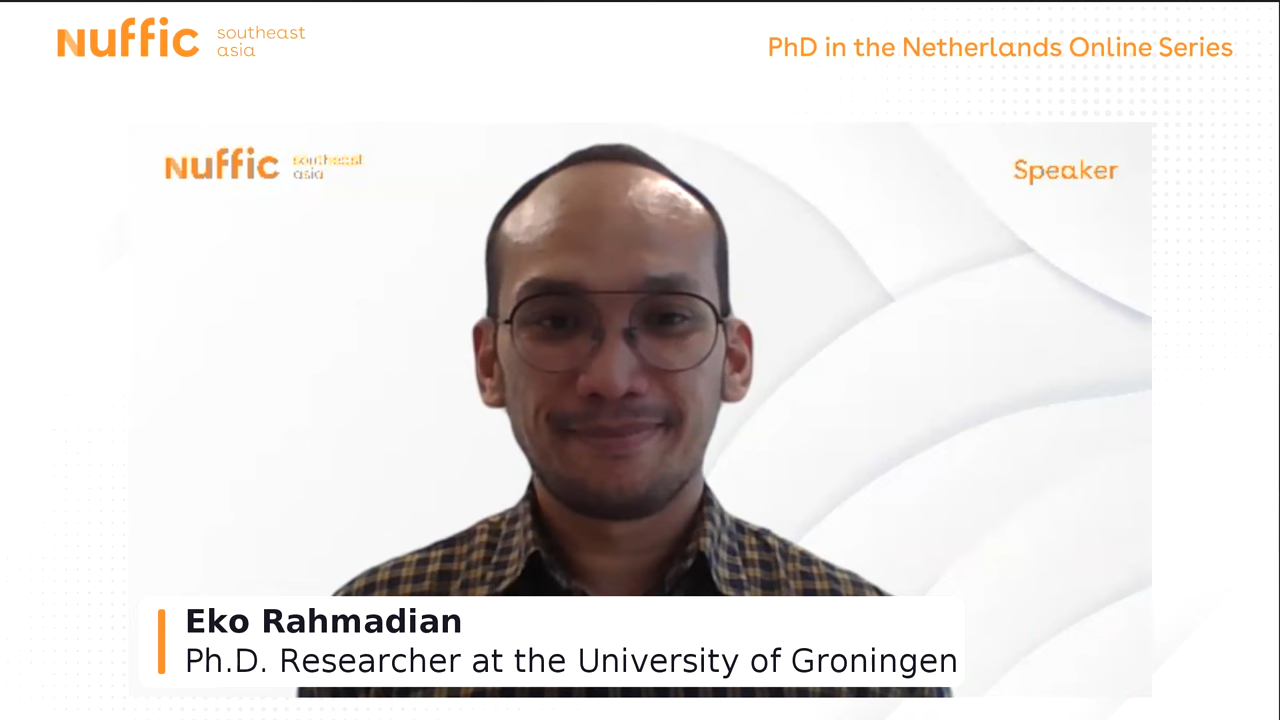 Nuffic southeast asia
PhD in the Netherlands Online Series
Nuffic southeast asia
Speaker
Eko Rahmadian
Ph.D. Researcher at the University of Groningen